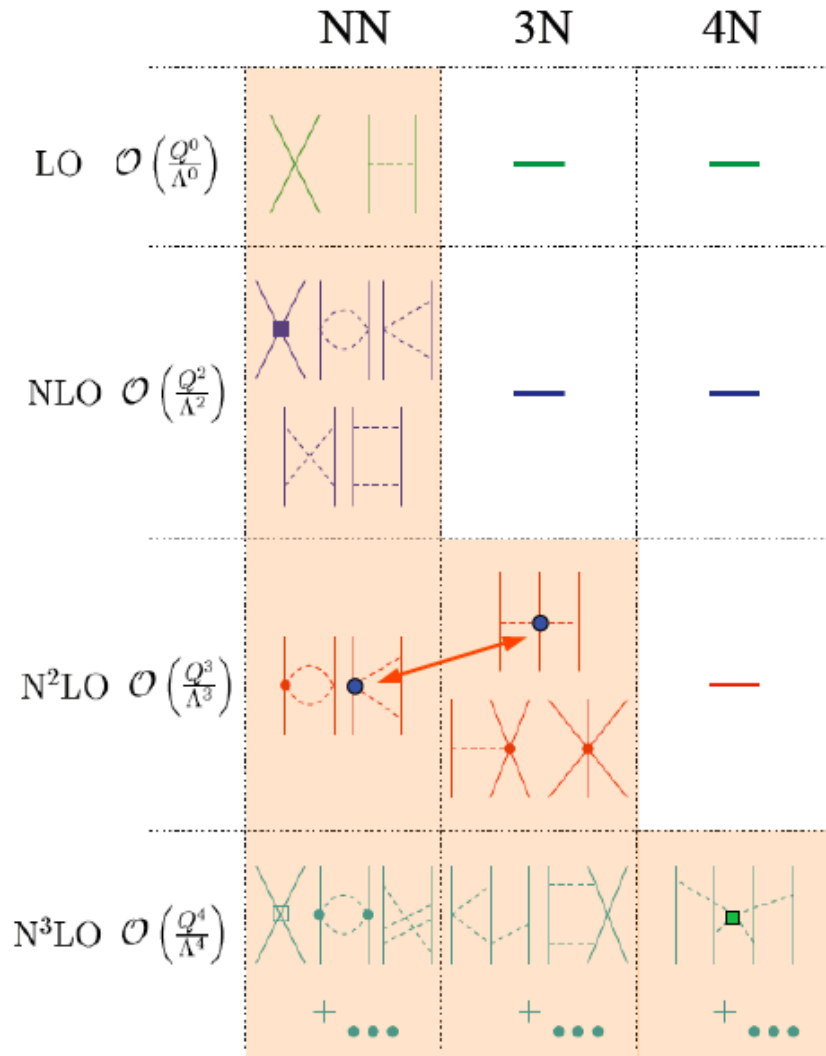 NN 3N 4N
LO 𝒪(Q⁰/Λ⁰) — —
NLO 𝒪(Q²/Λ²) — —
N²LO 𝒪(Q³/Λ³) —
N³LO 𝒪(Q⁴/Λ⁴)
+ ••• + ••• + •••